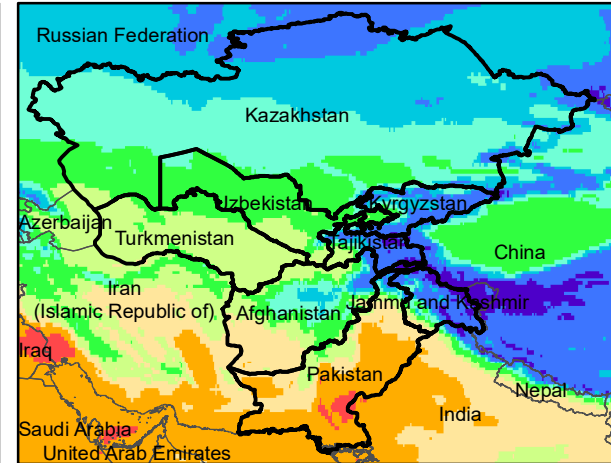 Russian Federation
Kazakhstan
Uzbekistan
Kyrgyzstan
Azerbaijan
Turkmenistan
Tajikistan
China
Iran
(Islamic Republic of)
Afghanistan
Jammu and Kashmir
Iraq
Pakistan
Nepal
India
Saudi Arabia
United Arab Emirates